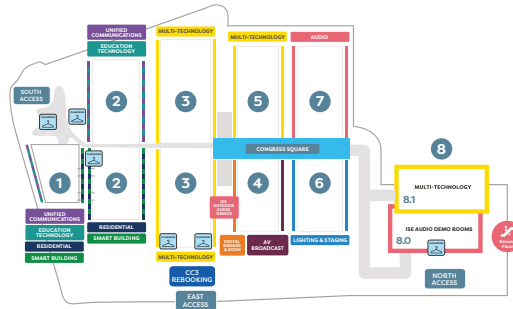 UNIFIED
COMMUNICATIONS
EDUCATION
TECHNOLOGY
MULTI-TECHNOLOGY
MULTI-TECHNOLOGY
AUDIO
SOUTH
ACCESS
2
3
5
7
CONGRESS SQUARE
8
1
2
3
4
6
MULTI-TECHNOLOGY
8.1
ISE
OUTDOOR
AUDIO
DEMOS
UNIFIED
COMMUNICATIONS
EDUCATION
TECHNOLOGY
RESIDENTIAL
SMART BUILDING
RESIDENTIAL
SMART BUILDING
DIGITAL
SIGNAGE
& DOOH
AV
BROADCAST
LIGHTING & STAGING
ISE AUDIO DEMO ROOMS
8.0
MULTI-TECHNOLOGY
CCS
REBOOKING
EAST
ACCESS
NORTH
ACCESS